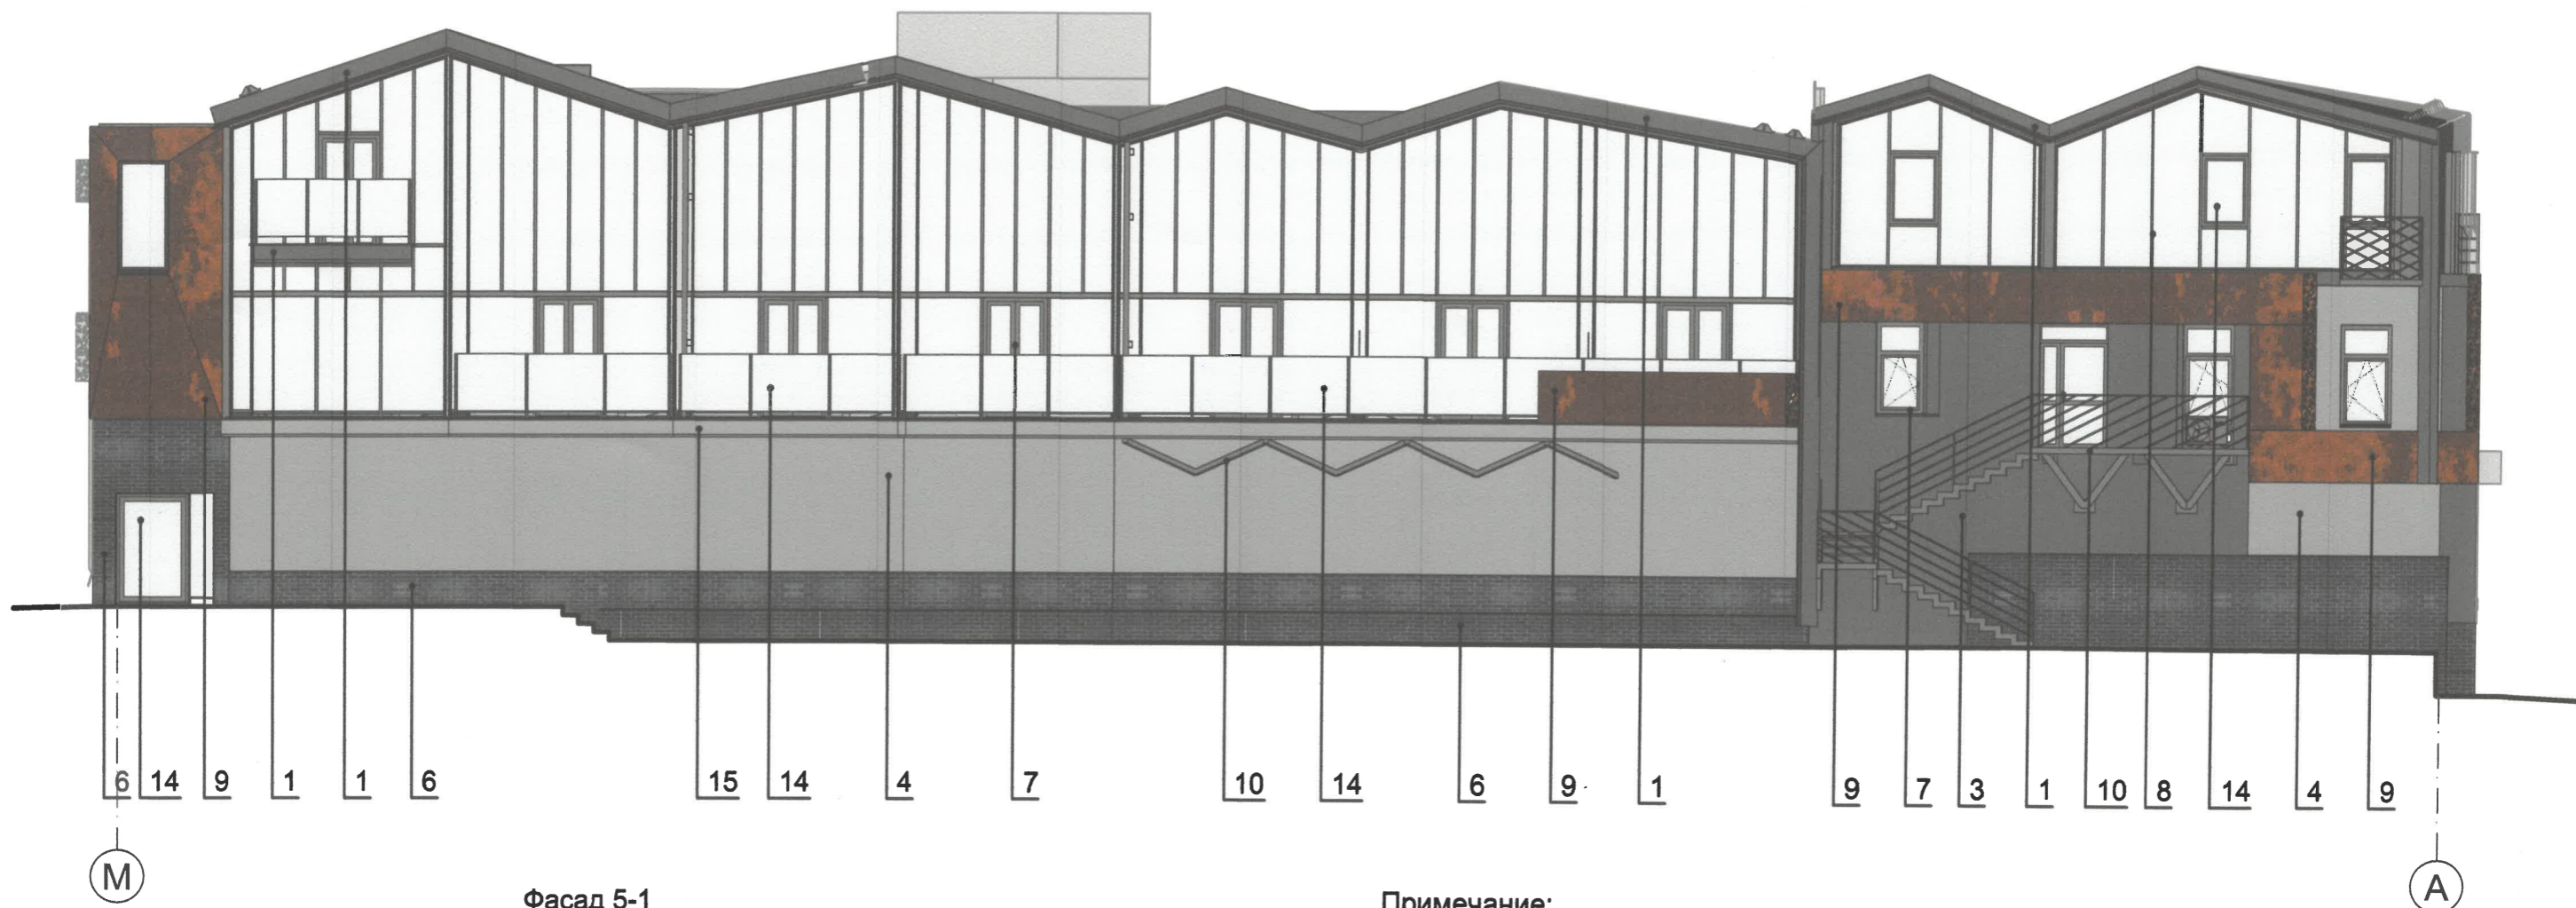 6 14 9 1 1 6 15 14 4 7 10 14 6 9 1 9 7 3 1 10 8 14 4 9
М А
Фасад 5-1 Примечание: